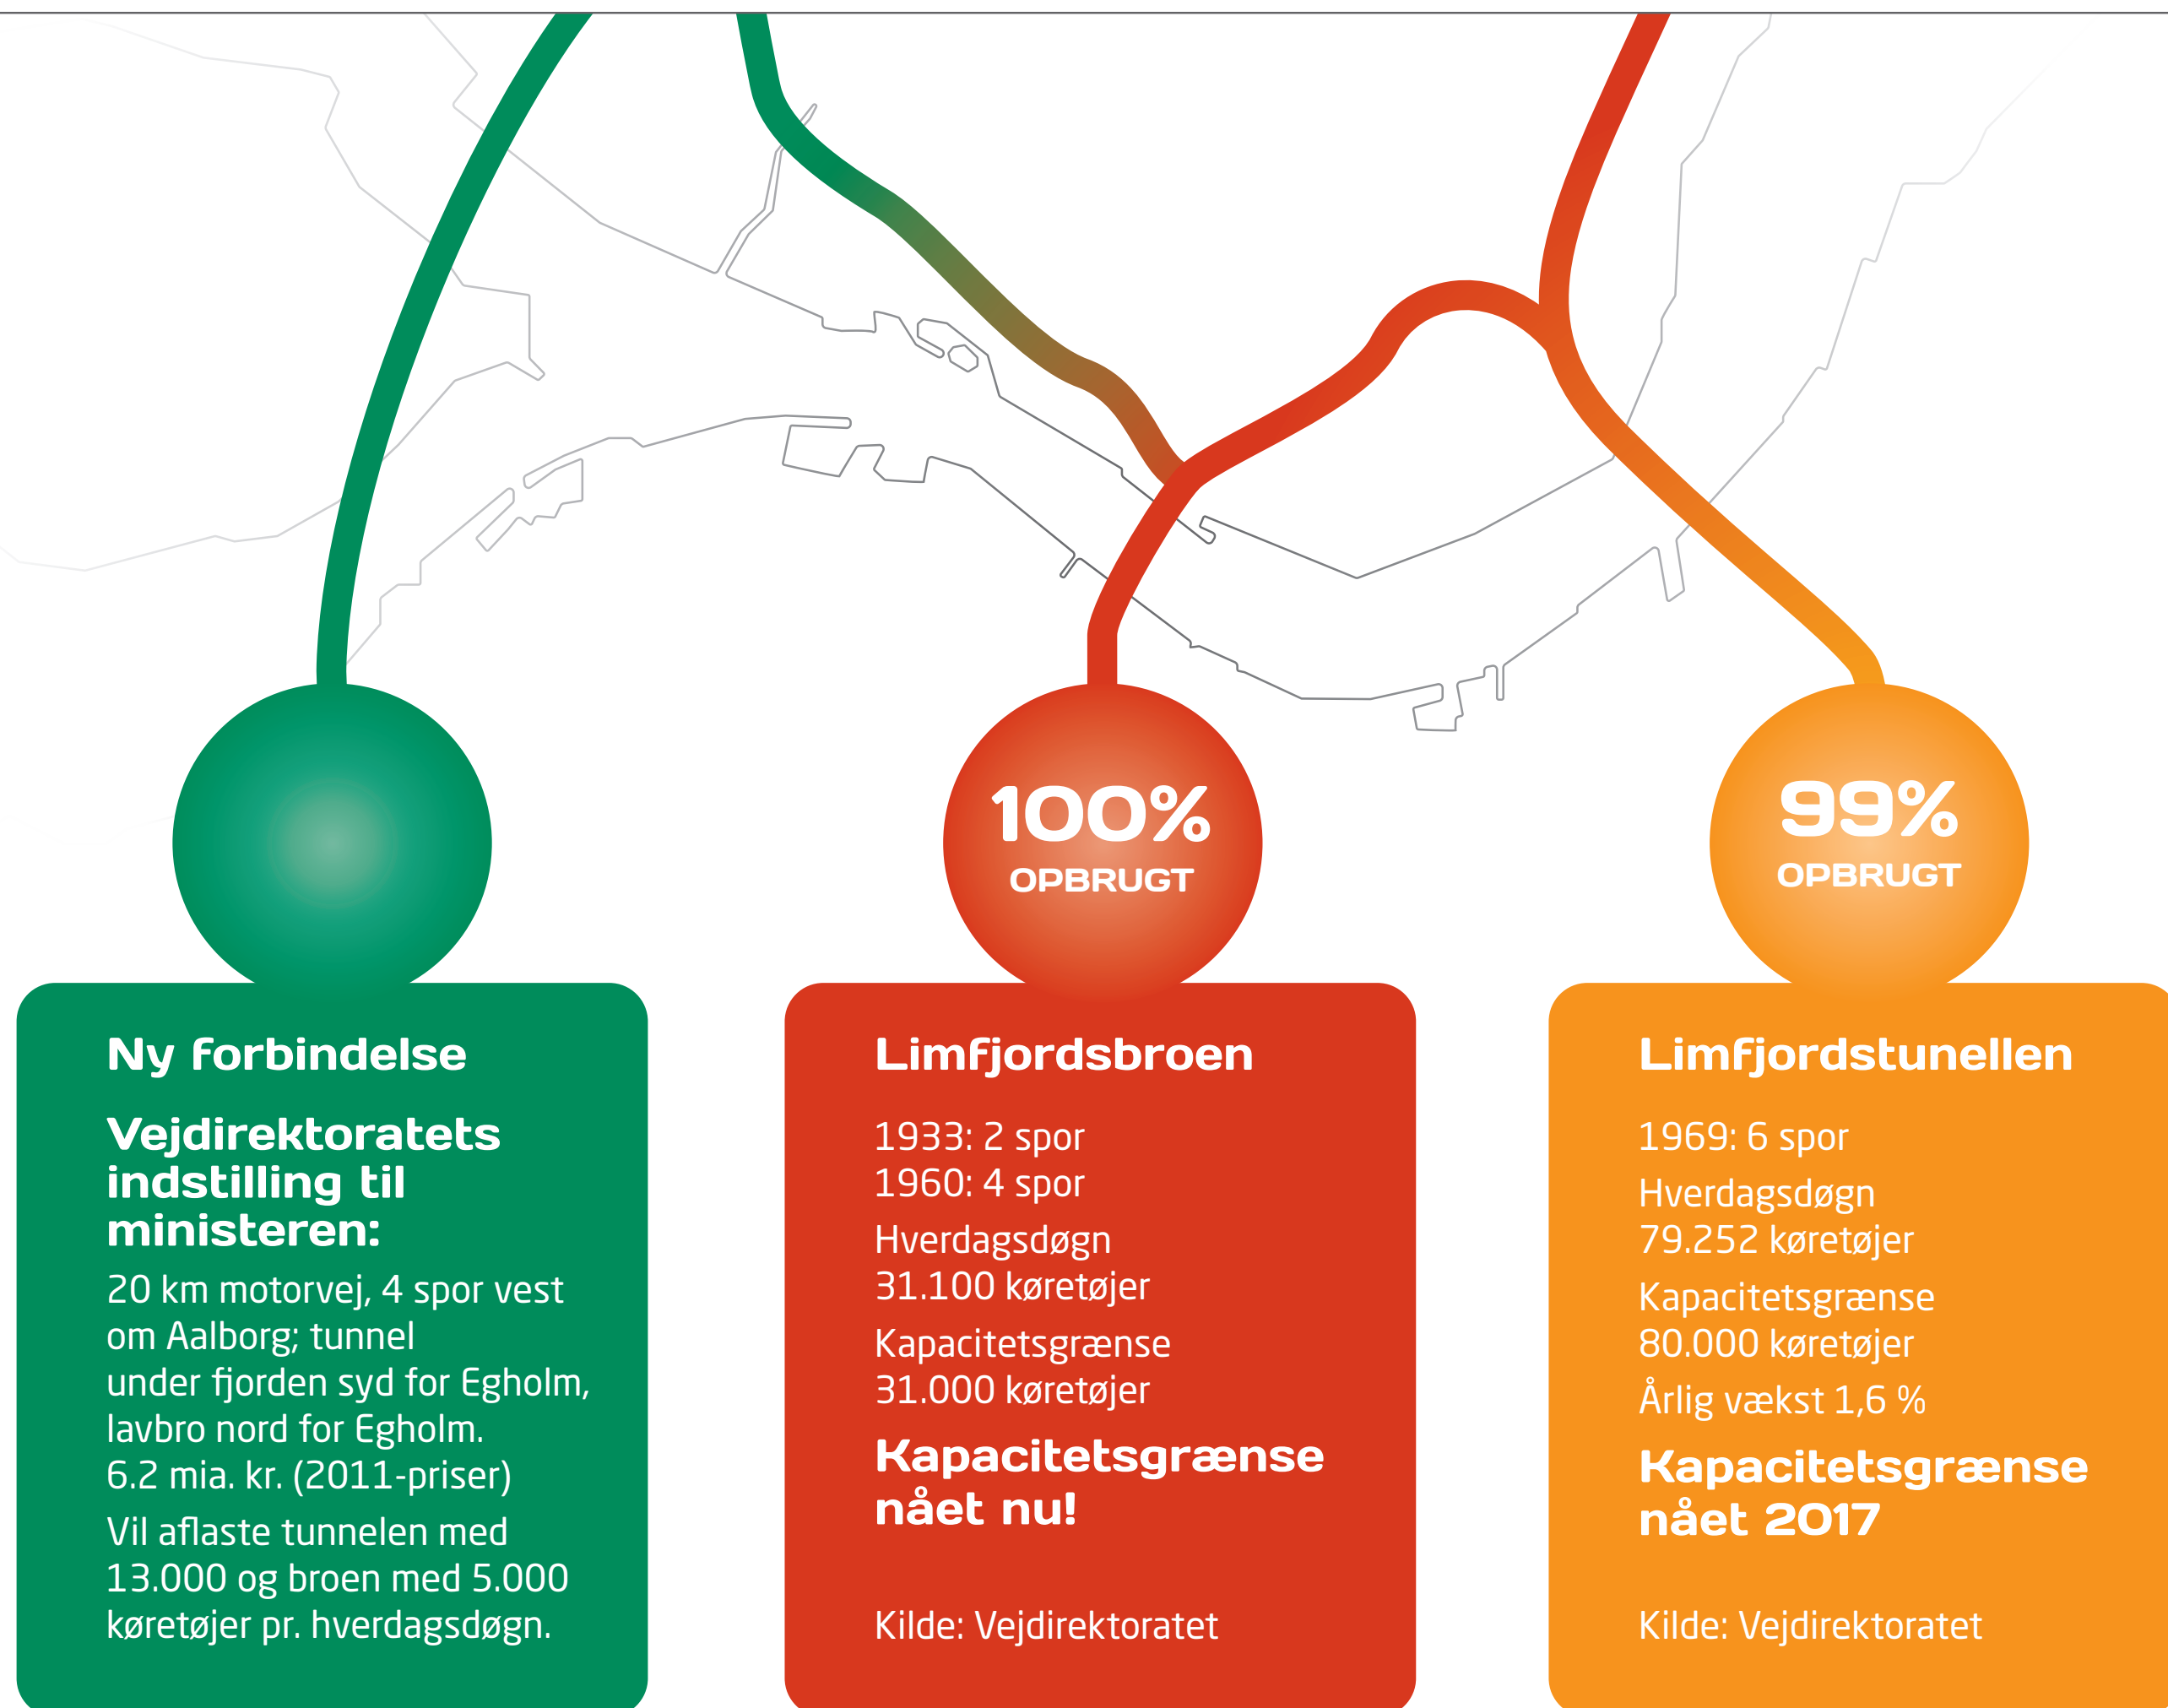 100%
OPBRUGT
99%
OPBRUGT
Ny forbindelse
Vejdirektoratets
indstilling til
ministeren:
20 km motorvej, 4 spor vest
om Aalborg; tunnel
under fjorden syd for Egholm,
lavbro nord for Egholm.
6.2 mia. kr. (2011-priser)
Vil aflaste tunnelen med
13.000 og broen med 5.000
køretøjer pr. hverdagsdøgn.
Limfjordsbroen
1933: 2 spor
1960: 4 spor
Hverdagsdøgn
31.100 køretøjer
Kapacitetsgrænse
31.000 køretøjer
Kapacitetsgrænse
nået nu!
Kilde: Vejdirektoratet
Limfjordstunellen
1969: 6 spor
Hverdagsdøgn
79.252 køretøjer
Kapacitetsgrænse
80.000 køretøjer
Årlig vækst 1,6 %
Kapacitetsgrænse
nået 2017
Kilde: Vejdirektoratet